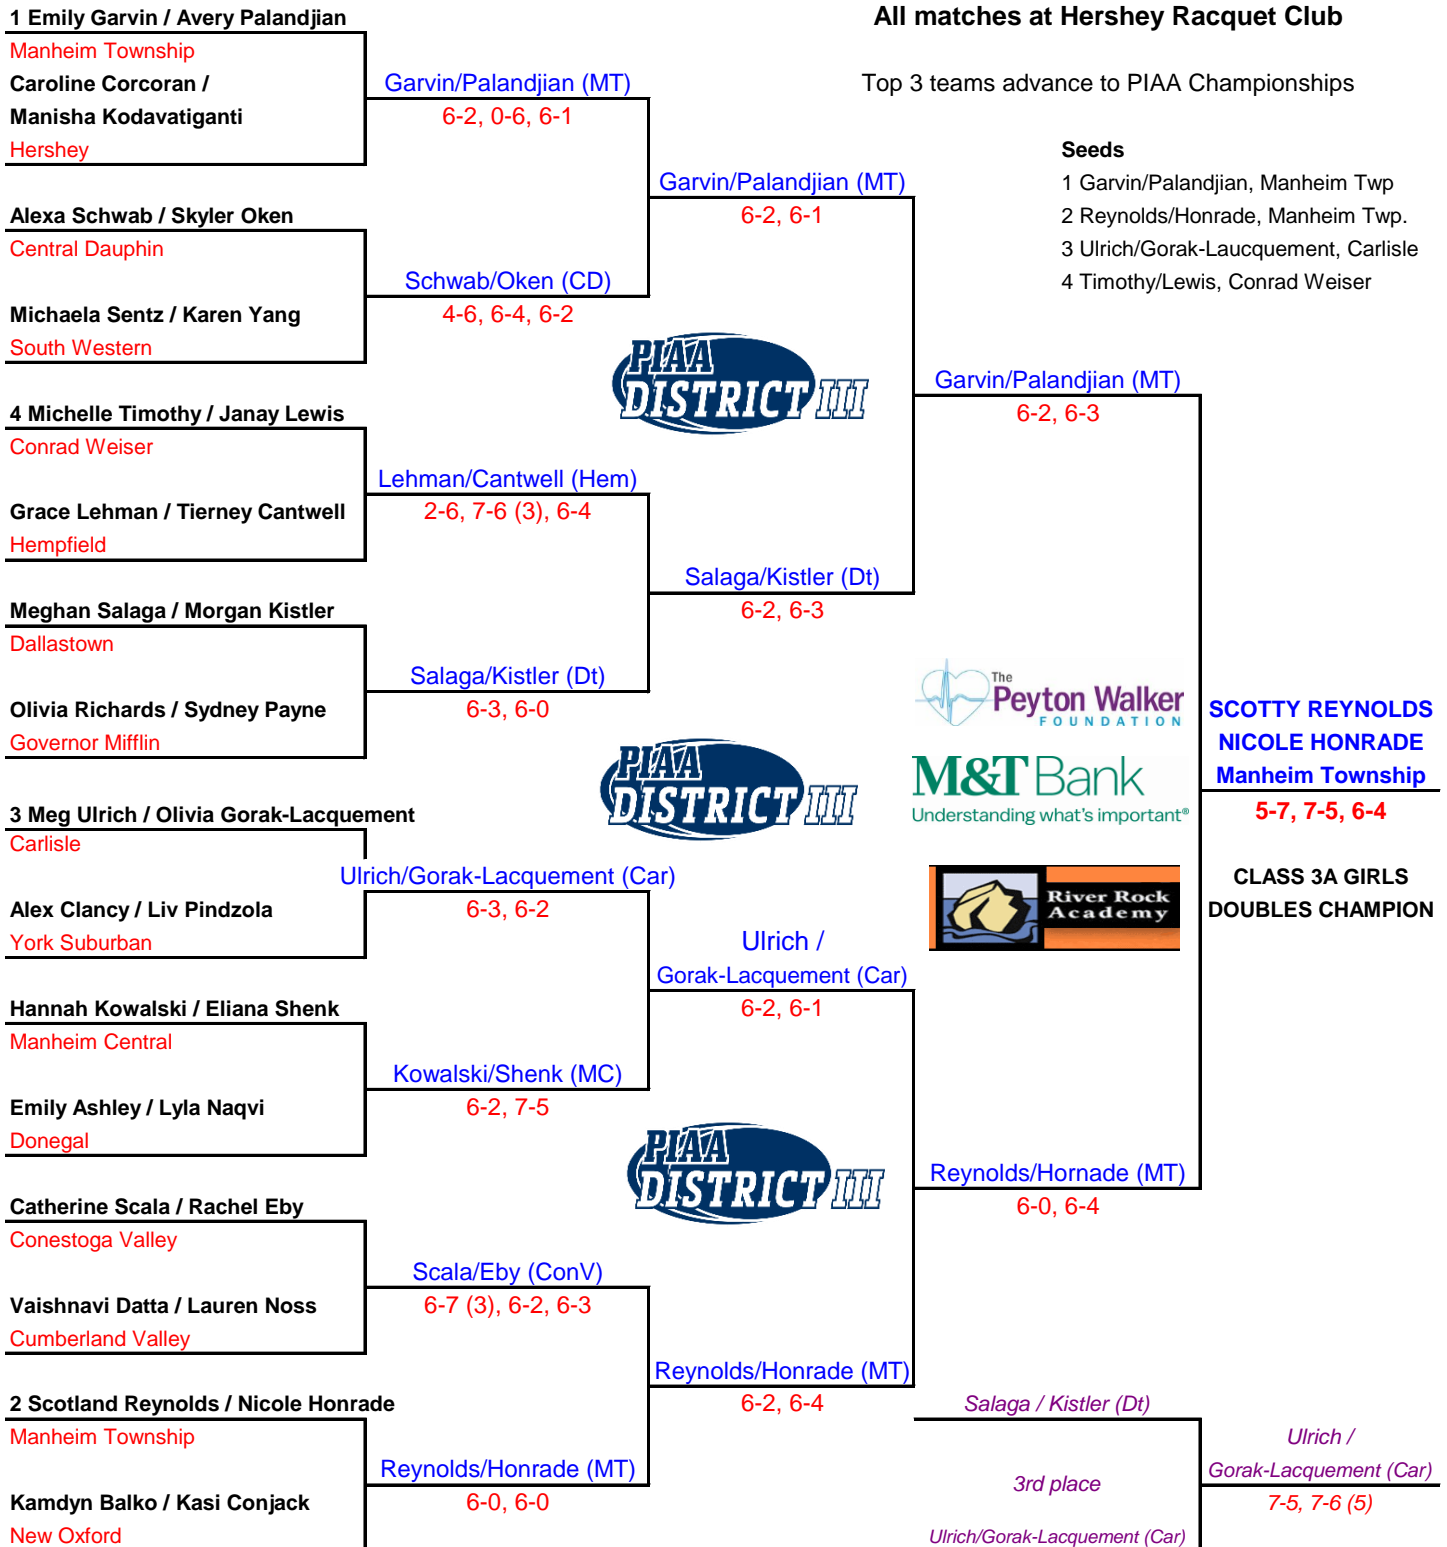 1 Emily Garvin / Avery Palandjian
Manheim Township
Caroline Corcoran /
Manisha Kodavatiganti
Hershey
Alexa Schwab / Skyler Oken
Central Dauphin
Michaela Sentz / Karen Yang
South Western
4 Michelle Timothy / Janay Lewis
Conrad Weiser
Grace Lehman / Tierney Cantwell
Hempfield
Meghan Salaga / Morgan Kistler
Dallastown
Olivia Richards / Sydney Payne
Governor Mifflin
3 Meg Ulrich / Olivia Gorak-Lacquement
Carlisle
Alex Clancy / Liv Pindzola
York Suburban
Hannah Kowalski / Eliana Shenk
Manheim Central
Emily Ashley / Lyla Naqvi
Donegal
Catherine Scala / Rachel Eby
Conestoga Valley
Vaishnavi Datta / Lauren Noss
Cumberland Valley
2 Scotland Reynolds / Nicole Honrade
Manheim Township
Kamdyn Balko / Kasi Conjack
New Oxford
Garvin/Palandjian (MT)
6-2, 0-6, 6-1
Schwab/Oken (CD)
4-6, 6-4, 6-2
Lehman/Cantwell (Hem)
2-6, 7-6 (3), 6-4
Salaga/Kistler (Dt)
6-3, 6-0
Ulrich/Gorak-Lacquement (Car)
6-3, 6-2
Kowalski/Shenk (MC)
6-2, 7-5
Scala/Eby (ConV)
6-7 (3), 6-2, 6-3
Reynolds/Honrade (MT)
6-0, 6-0
Garvin/Palandjian (MT)
6-2, 6-1
PIAA
DISTRICT III
Salaga/Kistler (Dt)
6-2, 6-3
PIAA
DISTRICT III
Ulrich /
Gorak-Lacquement (Car)
6-2, 6-1
PIAA
DISTRICT III
Reynolds/Honrade (MT)
6-2, 6-4
All matches at Hershey Racquet Club
Top 3 teams advance to PIAA Championships
Seeds
1 Garvin/Palandjian, Manheim Twp
2 Reynolds/Honrade, Manheim Twp.
3 Ulrich/Gorak-Laucquement, Carlisle
4 Timothy/Lewis, Conrad Weiser
Garvin/Palandjian (MT)
6-2, 6-3
The
Peyton Walker
FOUNDATION
M&T Bank
Understanding what's important®
River Rock
Academy
Reynolds/Hornade (MT)
6-0, 6-4
SCOTTY REYNOLDS
NICOLE HONRADE
Manheim Township
5-7, 7-5, 6-4
CLASS 3A GIRLS
DOUBLES CHAMPION
Salaga / Kistler (Dt)
3rd place
Ulrich/Gorak-Lacquement (Car)
Ulrich /
Gorak-Lacquement (Car)
7-5, 7-6 (5)